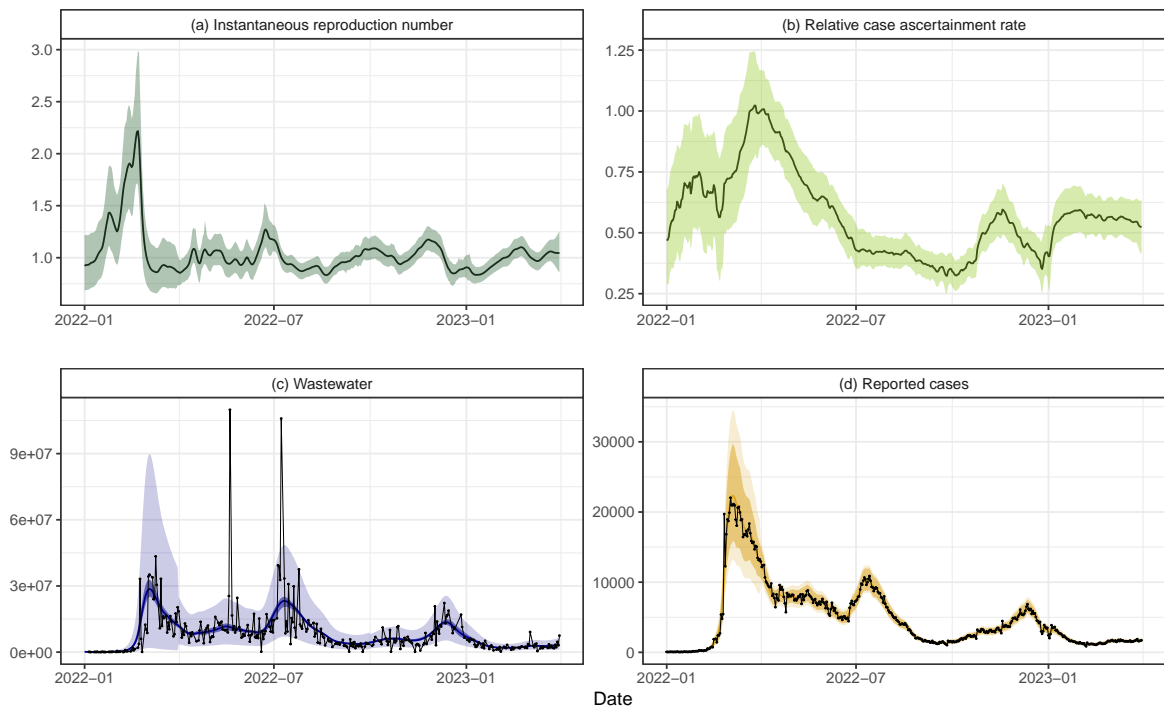 (a) Instantaneous reproduction number
(b) Relative case ascertainment rate
3.0
2.5
2.0
1.5
1.0
1.25
1.00
0.75
0.50
0.25
2022−01
2022−07
2023−01
2022−01
2022−07
2023−01
(c) Wastewater
(d) Reported cases
9e+07
6e+07
3e+07
0e+00
30000
20000
10000
0
2022−01
2022−07
2023−01
2022−01
2022−07
2023−01
Date